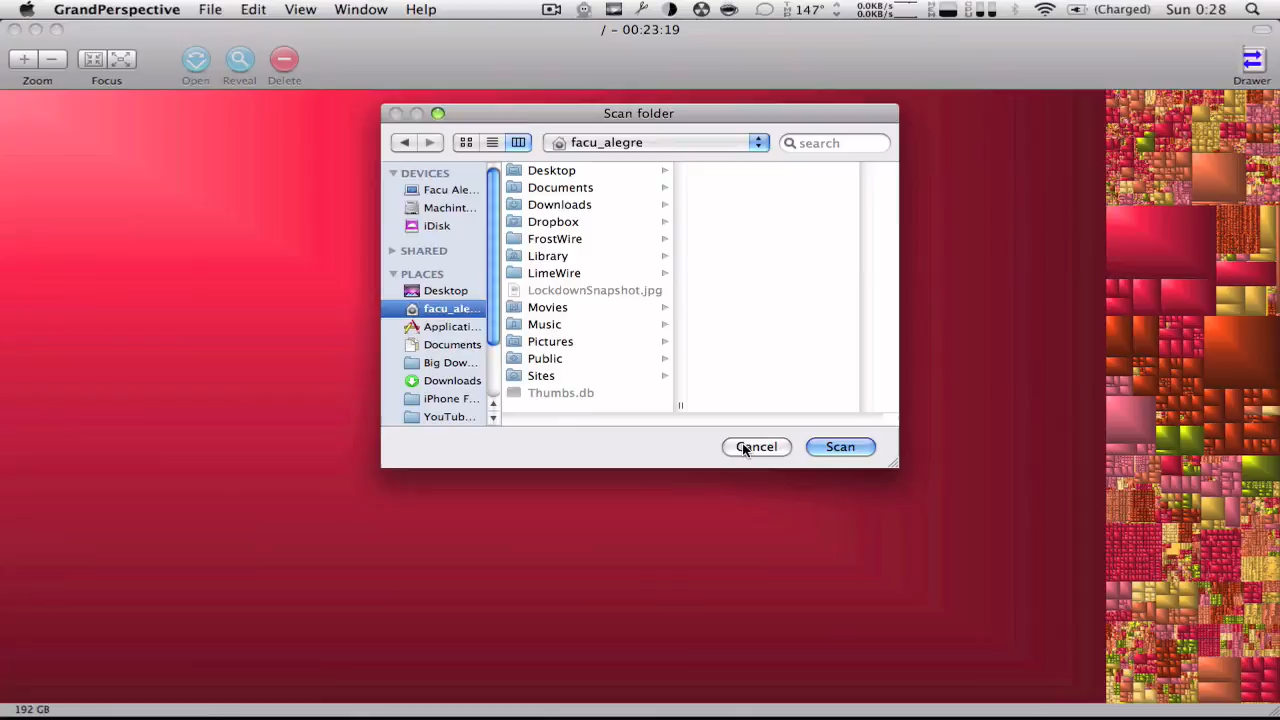 GrandPerspective File Edit View Window Help 147° 0.0KB/s 0.0KB/s (Charged) Sun 0:28
/ – 00:23:19
Zoom Focus Open Reveal Delete Drawer
Scan folder
facu_alegre search
DEVICES
Facu Ale...
Machint...
iDisk
SHARED
PLACES
Desktop
facu_ale...
Applicati...
Documents
Big Dow...
Downloads
iPhone F...
YouTub...
Desktop
Documents
Downloads
Dropbox
FrostWire
Library
LimeWire
LockdownSnapshot.jpg
Movies
Music
Pictures
Public
Sites
Thumbs.db
Cancel Scan
192 GB